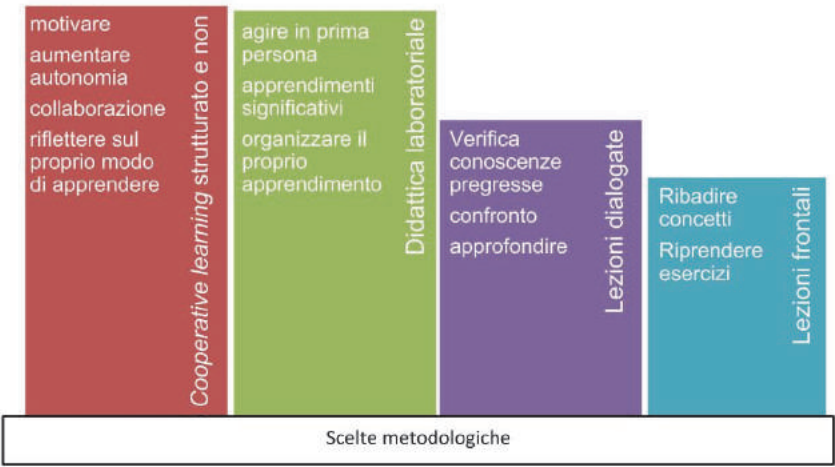 motivare
aumentare
autonomia
collaborazione
riflettere sul
proprio modo
di apprendere
Cooperative learning strutturato e non
agire in prima
persona
apprendimenti
significativi
organizzare il
proprio
apprendimento
Didattica laboratoriale
Verifica
conoscenze
pregresse
confronto
approfondire
Lezioni dialogate
Ribadire
concetti
Riprendere
esercizi
Lezioni frontali
Scelte metodologiche